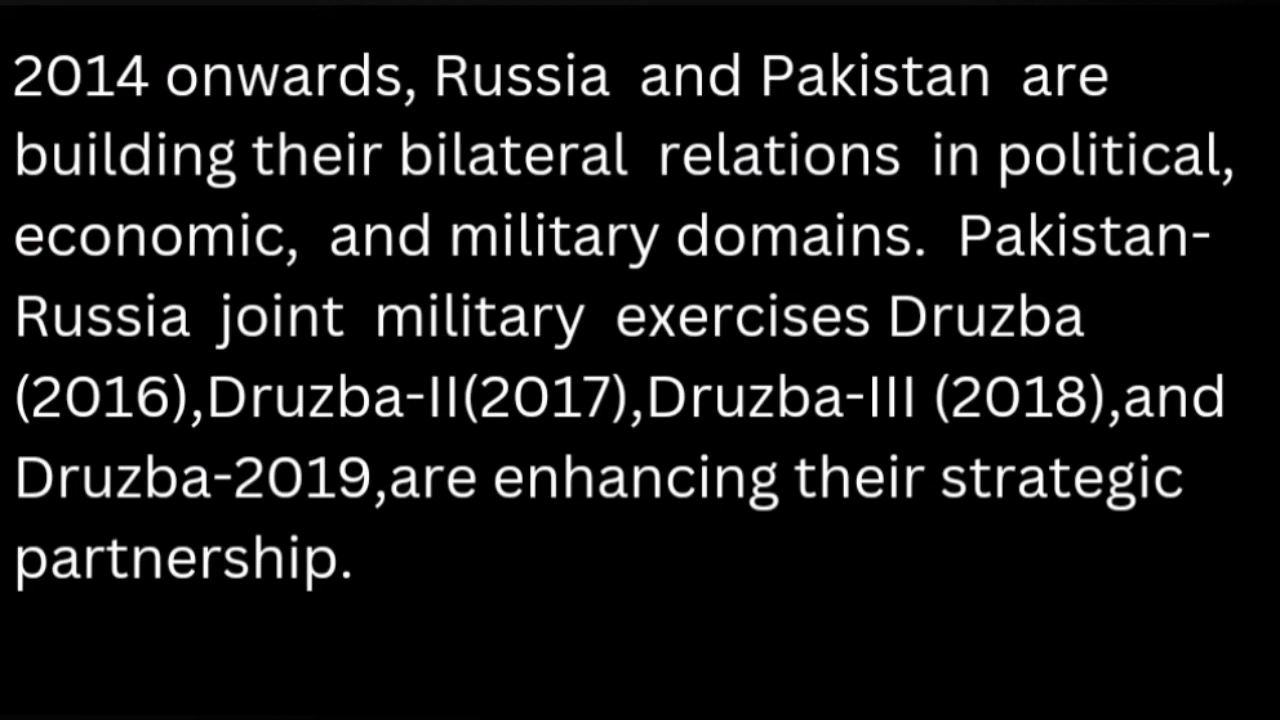 2014 onwards, Russia and Pakistan are
building their bilateral relations in political,
economic, and military domains. Pakistan-
Russia joint military exercises Druzba
(2016),Druzba-II(2017),Druzba-III (2018),and
Druzba-2019,are enhancing their strategic
partnership.